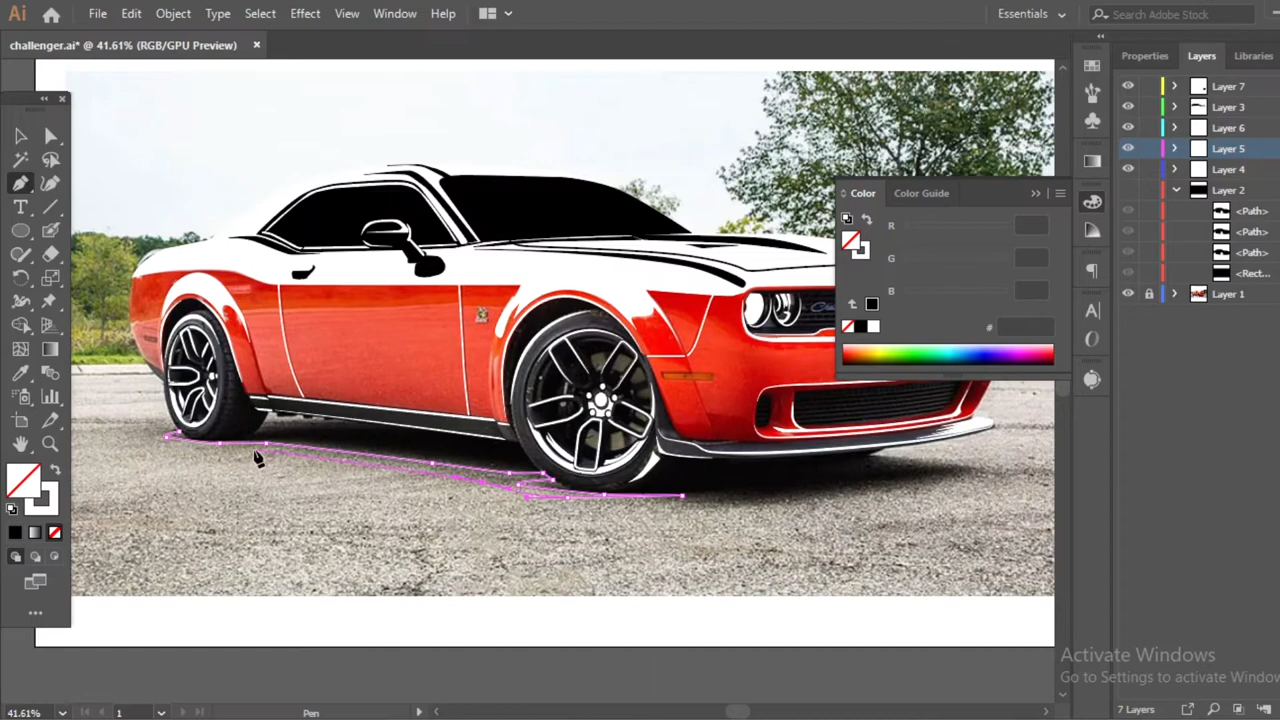 Ai File Edit Object Type Select Effect View Window Help Essentials Search Adobe Stock
challenger.ai* @ 41.61% (RGB/GPU Preview)
Properties Layers Libraries
Layer 7
Layer 3
Layer 6
Layer 5
Layer 4
Layer 2
<Path>
<Path>
<Path>
<Rect...
Layer 1
Color Color Guide
R
G
B
#
Activate Windows
Go to Settings to activate Window
41.61% 1 Pen 7 Layers